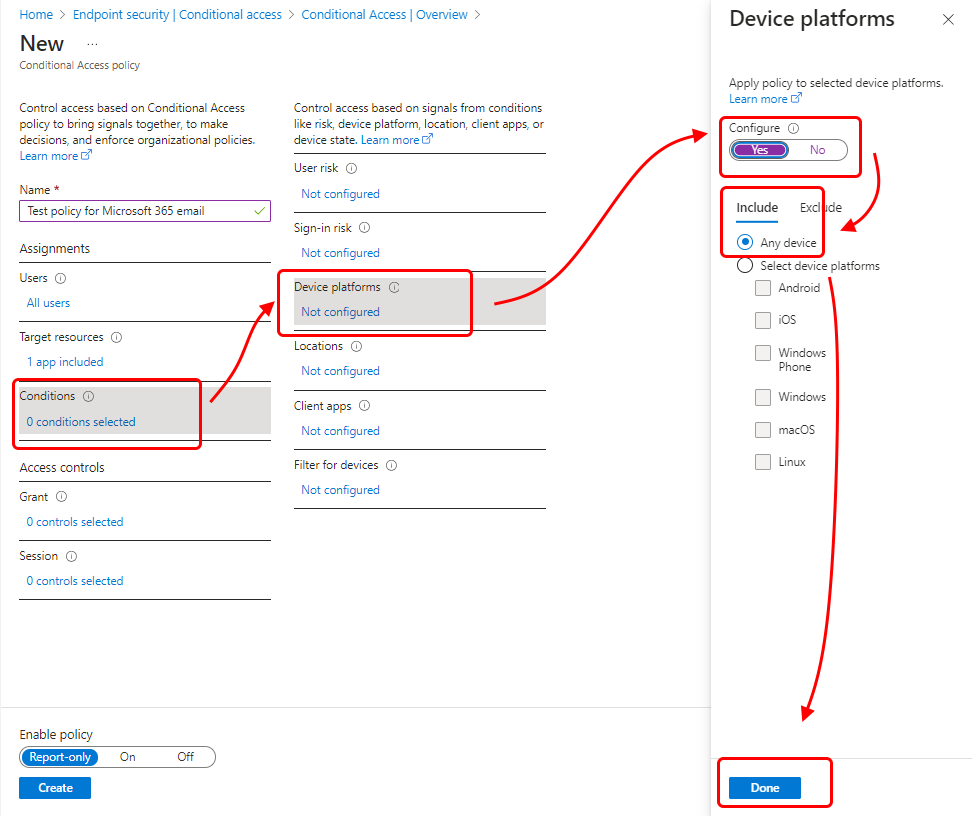 Home > Endpoint security | Conditional access > Conditional Access | Overview >
New ...
Conditional Access policy
Control access based on Conditional Access
policy to bring signals together, to make
decisions, and enforce organizational policies.
Learn more
Name *
Test policy for Microsoft 365 email
Assignments
Users
All users
Target resources
1 app included
Conditions
0 conditions selected
Access controls
Grant
0 controls selected
Session
0 controls selected
Control access based on signals from conditions
like risk, device platform, location, client apps, or
device state. Learn more
User risk
Not configured
Sign-in risk
Not configured
Device platforms
Not configured
Locations
Not configured
Client apps
Not configured
Filter for devices
Not configured
Enable policy
Report-only On Off
Create
Device platforms
Apply policy to selected device platforms.
Learn more
Configure
Yes No
Include Exclude
Any device
Select device platforms
Android
iOS
Windows
Phone
Windows
macOS
Linux
Done